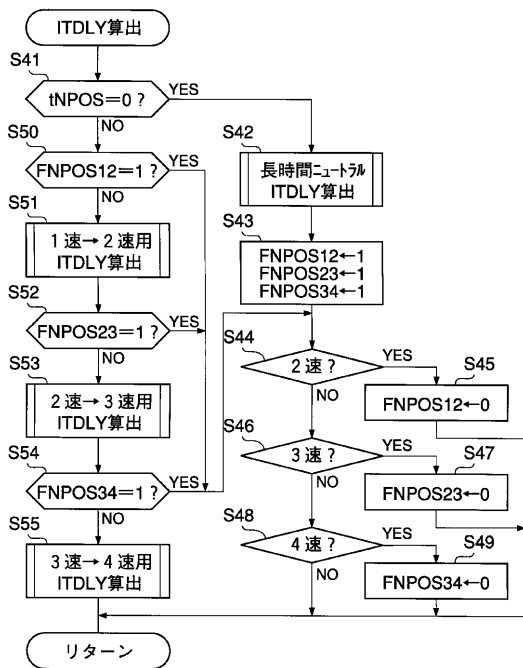 ITDLY算出
S41
tNPOS=0 ?
YES
NO
S50
FNPOS12=1 ?
YES
NO
S51
1速→2速用
ITDLY算出
S52
FNPOS23=1 ?
YES
NO
S53
2速→3速用
ITDLY算出
S54
FNPOS34=1 ?
YES
NO
S55
3速→4速用
ITDLY算出
リターン
S42
長時間ニュートラル
ITDLY算出
S43
FNPOS12←1
FNPOS23←1
FNPOS34←1
S44
2速?
YES
NO
S45
FNPOS12←0
S46
3速?
YES
NO
S47
FNPOS23←0
S48
4速?
YES
NO
S49
FNPOS34←0